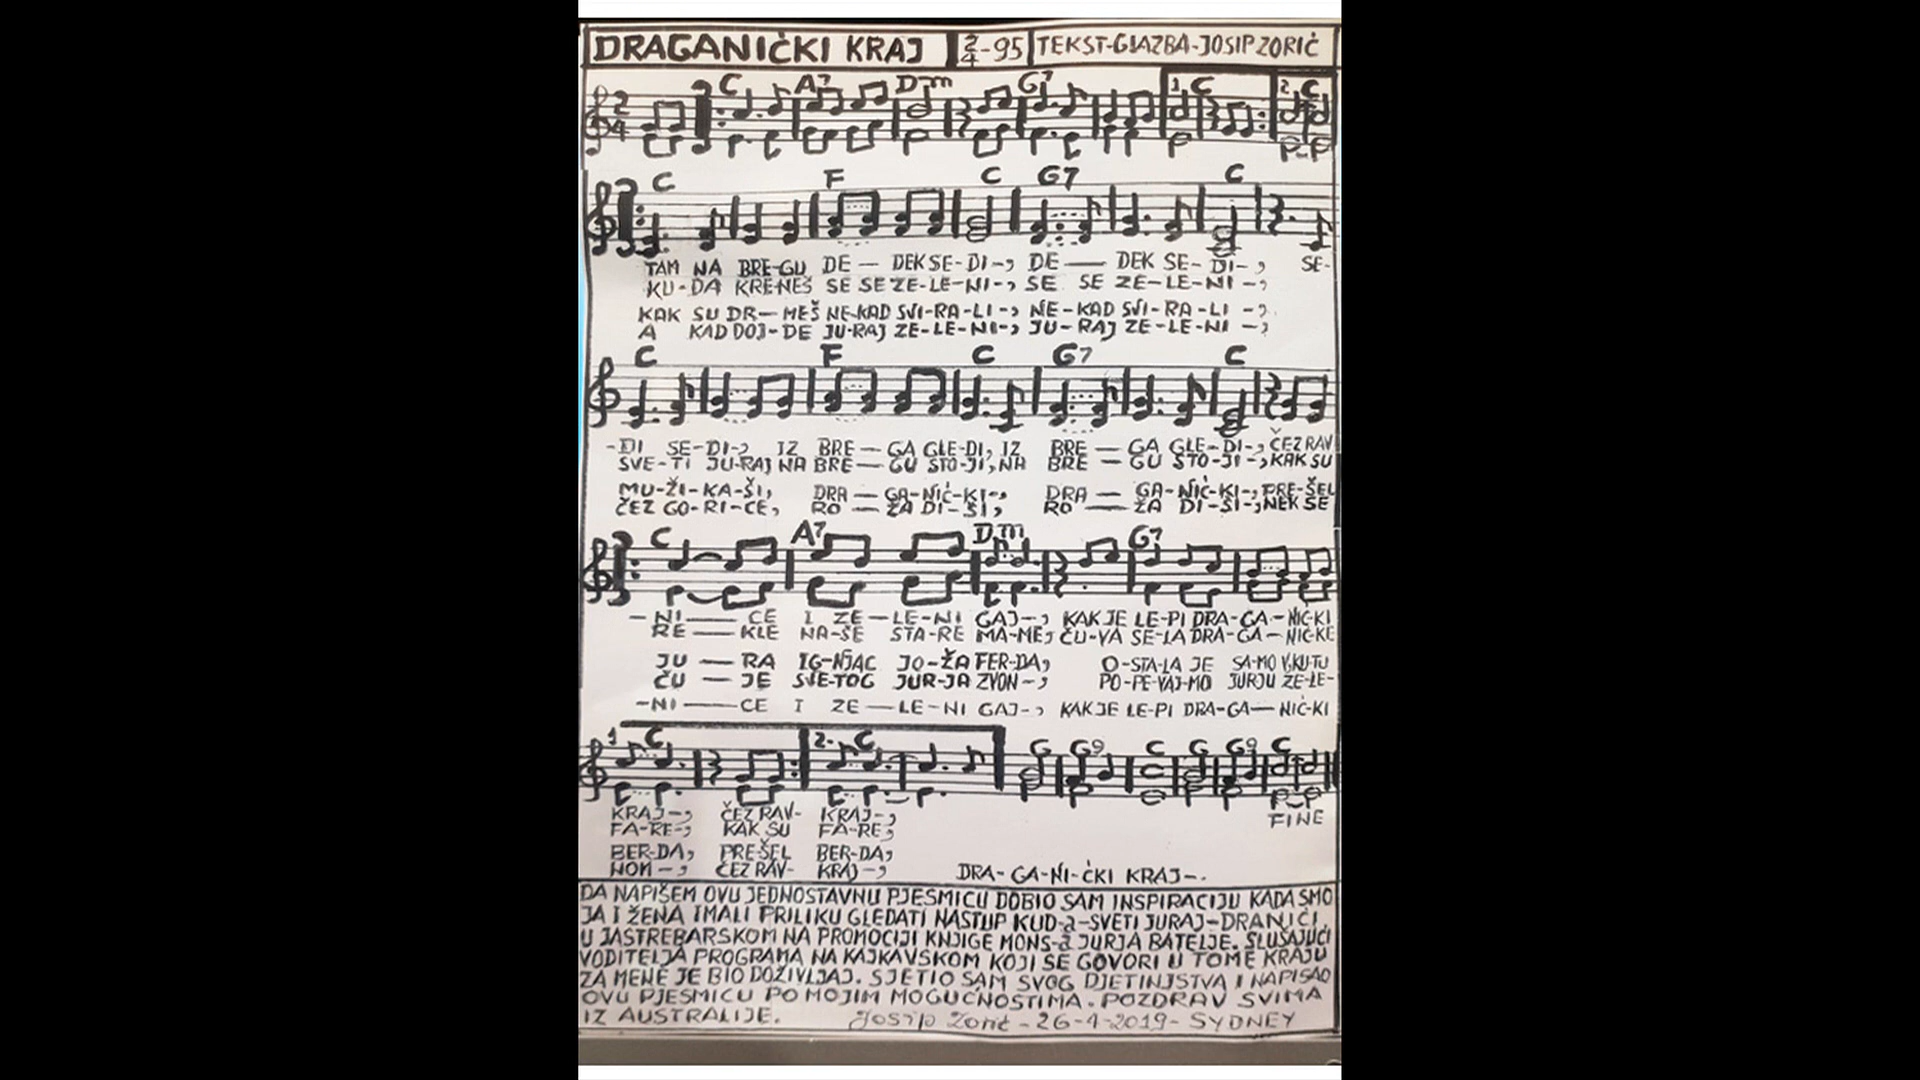 DRAGANIČKI KRAJ 2/4-95 TEKST-GLAZBA-JOSIP ZORIĆ
C A7 Dm G7 1. C 2. C
2/4
C F C G7 C
TAM NA BRE-GU DE — DEK SE-DI-, DE — DEK SE-DI-, SE-
KU-DA KRE-NEŠ SE SE ZE-LE-NI-, SE SE ZE-LE-NI-,
KAK SU DR-MEŠ NE-KAD SVI-RA-LI-, NE-KAD SVI-RA-LI-,
A KAD DOJ-DE JU-RAJ ZE-LE-NI-, JU-RAJ ZE-LE-NI-,
C F C G7 C
-DI SE-DI-, IZ BRE-GA GLE-DI, IZ BRE-GA GLE-DI-, ČEZ RAV
SVE-TI JU-RAJ NA BRE-GU STO-JI, NA BRE-GU STO-JI-, KAK SU
MU-ŽI-KA-ŠI, DRA-GA-NIĆ-KI-, DRA-GA-NIĆ-KI-, PRE-ŠEL
ČEZ GO-RI-CE, RO-ŽA DI-ŠI, RO-ŽA DI-ŠI-, NEK SE
C A7 Dm G7
-NI — CE I ZE-LE-NI GAJ-, KAK JE LE-PI DRA-GA-NIĆ-KI
RE — KLE NA-ŠE STA-RE MA-ME, ČU-VA SE-LA DRA-GA-NIĆ-KE
JU — RA IG-NJAC JO-ŽA FER-DA, O-STA-LA JE SAMO V KU-TU
ČU — JE SVE-TOG JUR-JA ZVON-, PO-PE-VAJ-MO JURJU ZE-LE-
-NI — CE I ZE-LE-NI GAJ-, KAK JE LE-PI DRA-GA-NIĆ-KI
1. C 2. C G G9 C G G9 C
KRAJ-, ČEZ RAV- KRAJ-, FINE
FA-RE-, KAK SU FA-RE,
BER-DA, PRE-ŠEL BER-DA,
NOM-, ČEZ RAV- KRAJ-, DRA-GA-NI-ČKI KRAJ-.
DA NAPIŠEM OVU JEDNOSTAVNU PJESMICU DOBIO SAM INSPIRACIJU KADA SMO
JA I ŽENA IMALI PRILIKU GLEDATI NASTUP KUD-a-SVETI JURAJ-DRANIĆI
U JASTREBARSKOM NA PROMOCIJI KNJIGE MONS-a JURJA BATELJE. SLUŠAJUĆI
VODITELJA PROGRAMA NA KAJKAVSKOM KOJI SE GOVORI U TOME KRAJU
ZA MENE JE BIO DOŽIVLJAJ. SJETIO SAM SVOG DJETINJSTVA I NAPISAO
OVU PJESMICU PO MOJIM MOGUĆNOSTIMA. POZDRAV SVIMA
IZ AUSTRALIJE. Josip Zorić - 26-1-2019 - SYDNEY